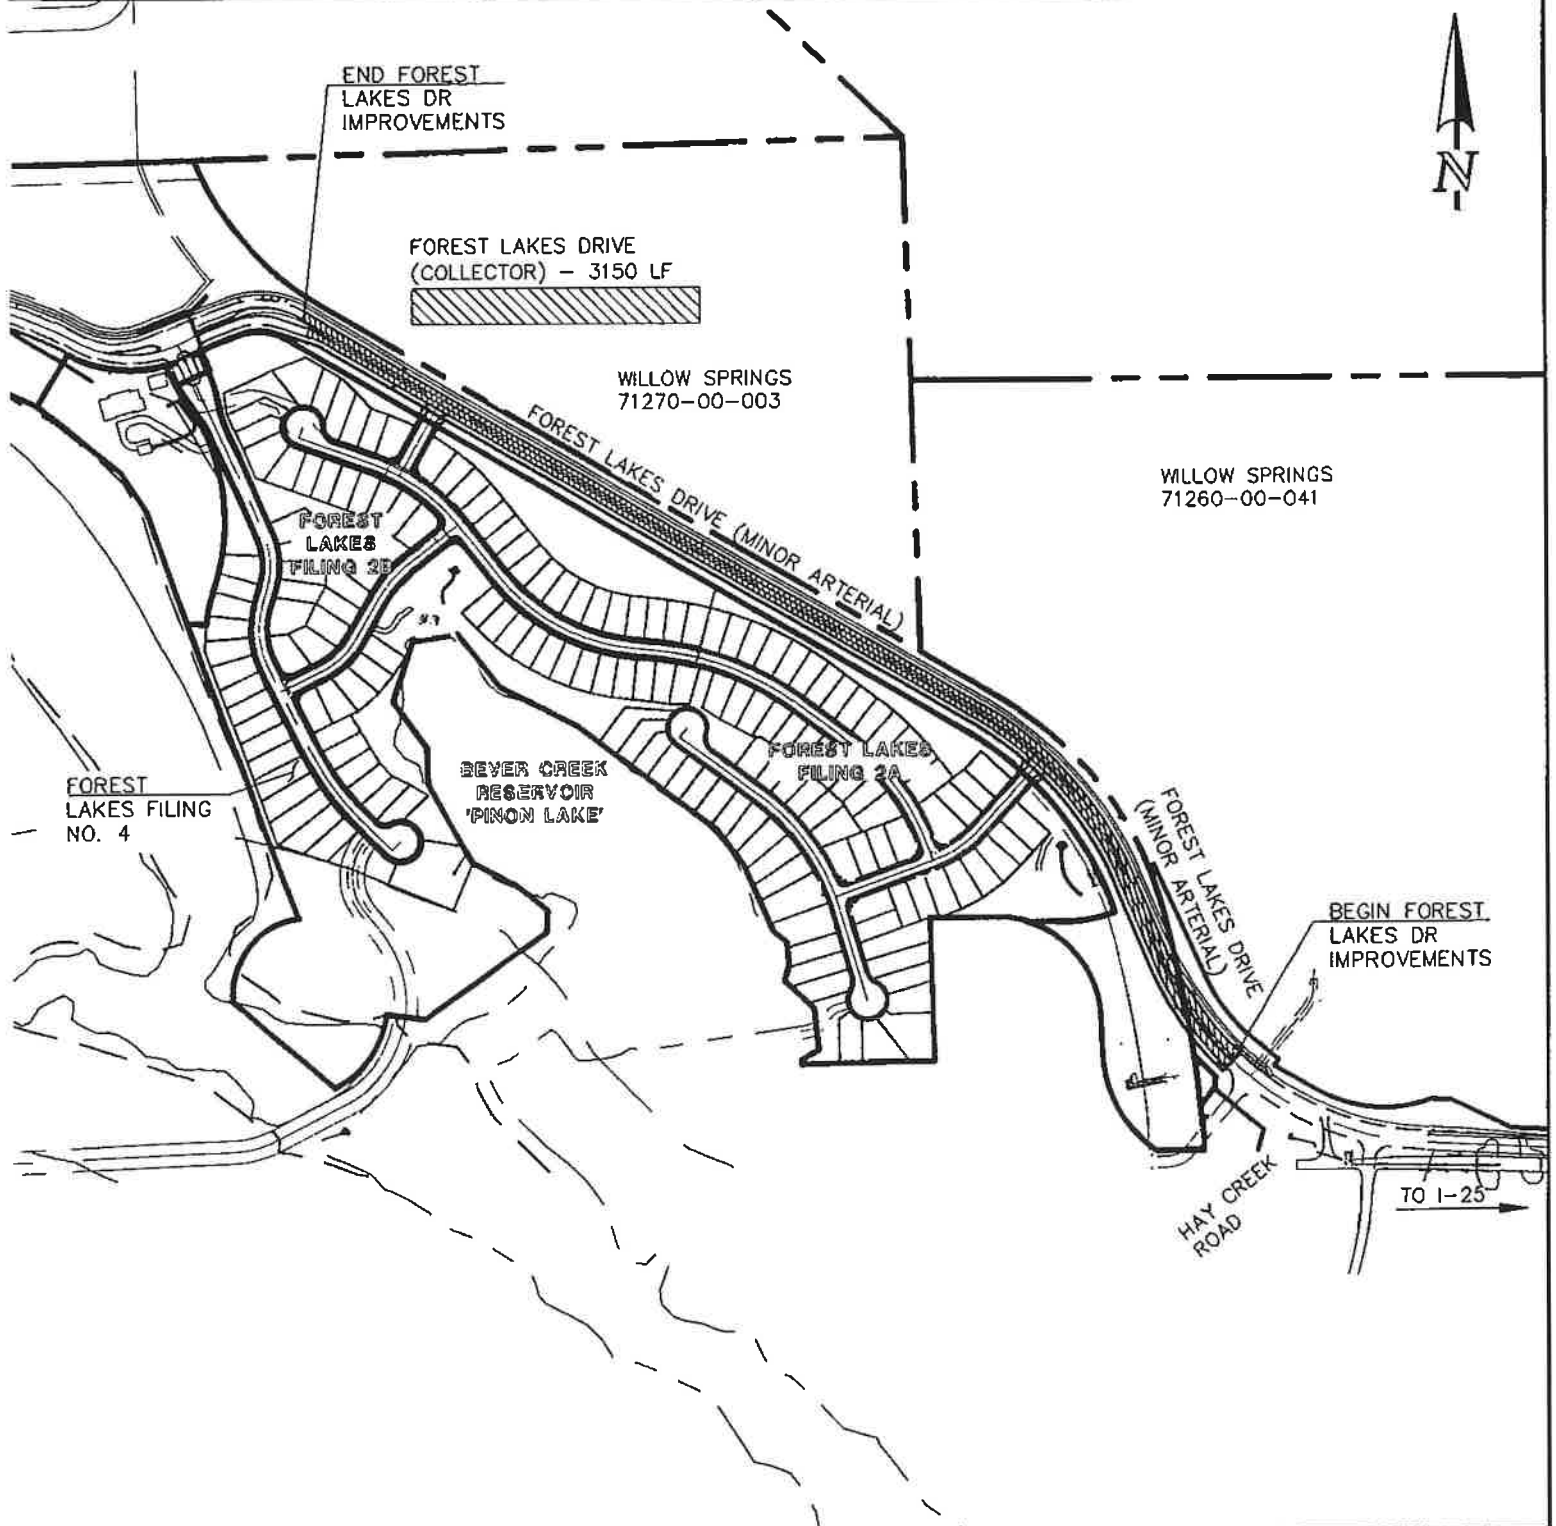 END FOREST
LAKES DR
IMPROVEMENTS
N
FOREST LAKES DRIVE
(COLLECTOR) – 3150 LF
WILLOW SPRINGS
71270-00-003
FOREST LAKES DRIVE (MINOR ARTERIAL)
WILLOW SPRINGS
71260-00-041
FOREST
LAKES
FILING 2B
FOREST LAKES
FILING 2A
BEVER CREEK
RESERVOIR
'PINON LAKE'
FOREST
LAKES FILING
NO. 4
FOREST LAKES DRIVE
(MINOR ARTERIAL)
BEGIN FOREST
LAKES DR
IMPROVEMENTS
HAY CREEK
ROAD
TO I-25